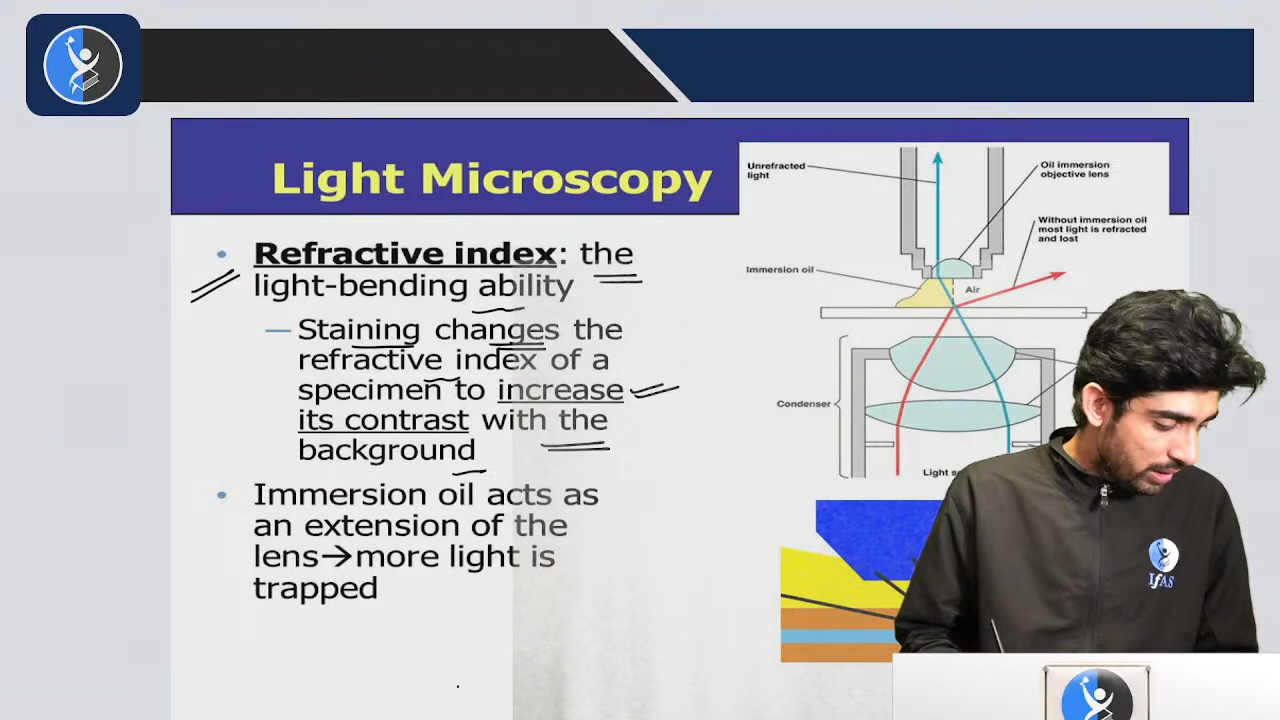 Light Microscopy
Refractive index: the
light-bending ability
— Staining changes the
refractive index of a
specimen to increase
its contrast with the
background
Immersion oil acts as
an extension of the
lens→more light is
trapped
Unrefracted
light
Oil immersion
objective lens
Without immersion oil
most light is refracted
and lost
Immersion oil
Air
Condenser
Light s
IfAS